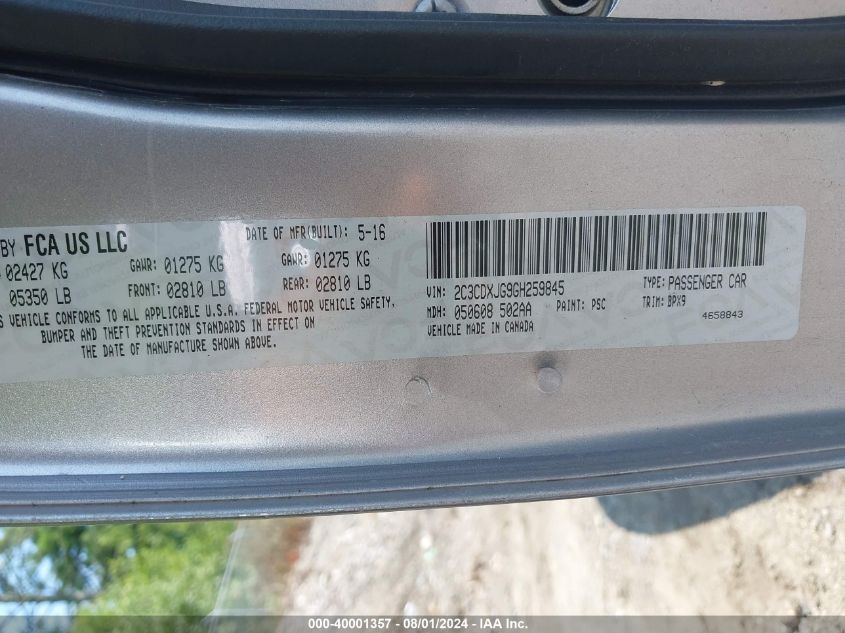 BY FCA US LLC
DATE OF MFR(BUILT): 5-16
02427 KG GAWR: 01275 KG GAWR: 01275 KG
05350 LB FRONT: 02810 LB REAR: 02810 LB
S VEHICLE CONFORMS TO ALL APPLICABLE U.S.A. FEDERAL MOTOR VEHICLE SAFETY,
BUMPER AND THEFT PREVENTION STANDARDS IN EFFECT ON
THE DATE OF MANUFACTURE SHOWN ABOVE.
VIN: 2C3CDXJG9GH259845 TYPE: PASSENGER CAR
MDH: 050608 502AA PAINT: PSC TRIM: BPX9
VEHICLE MADE IN CANADA 4658843
000-40001357 - 08/01/2024 - IAA Inc.